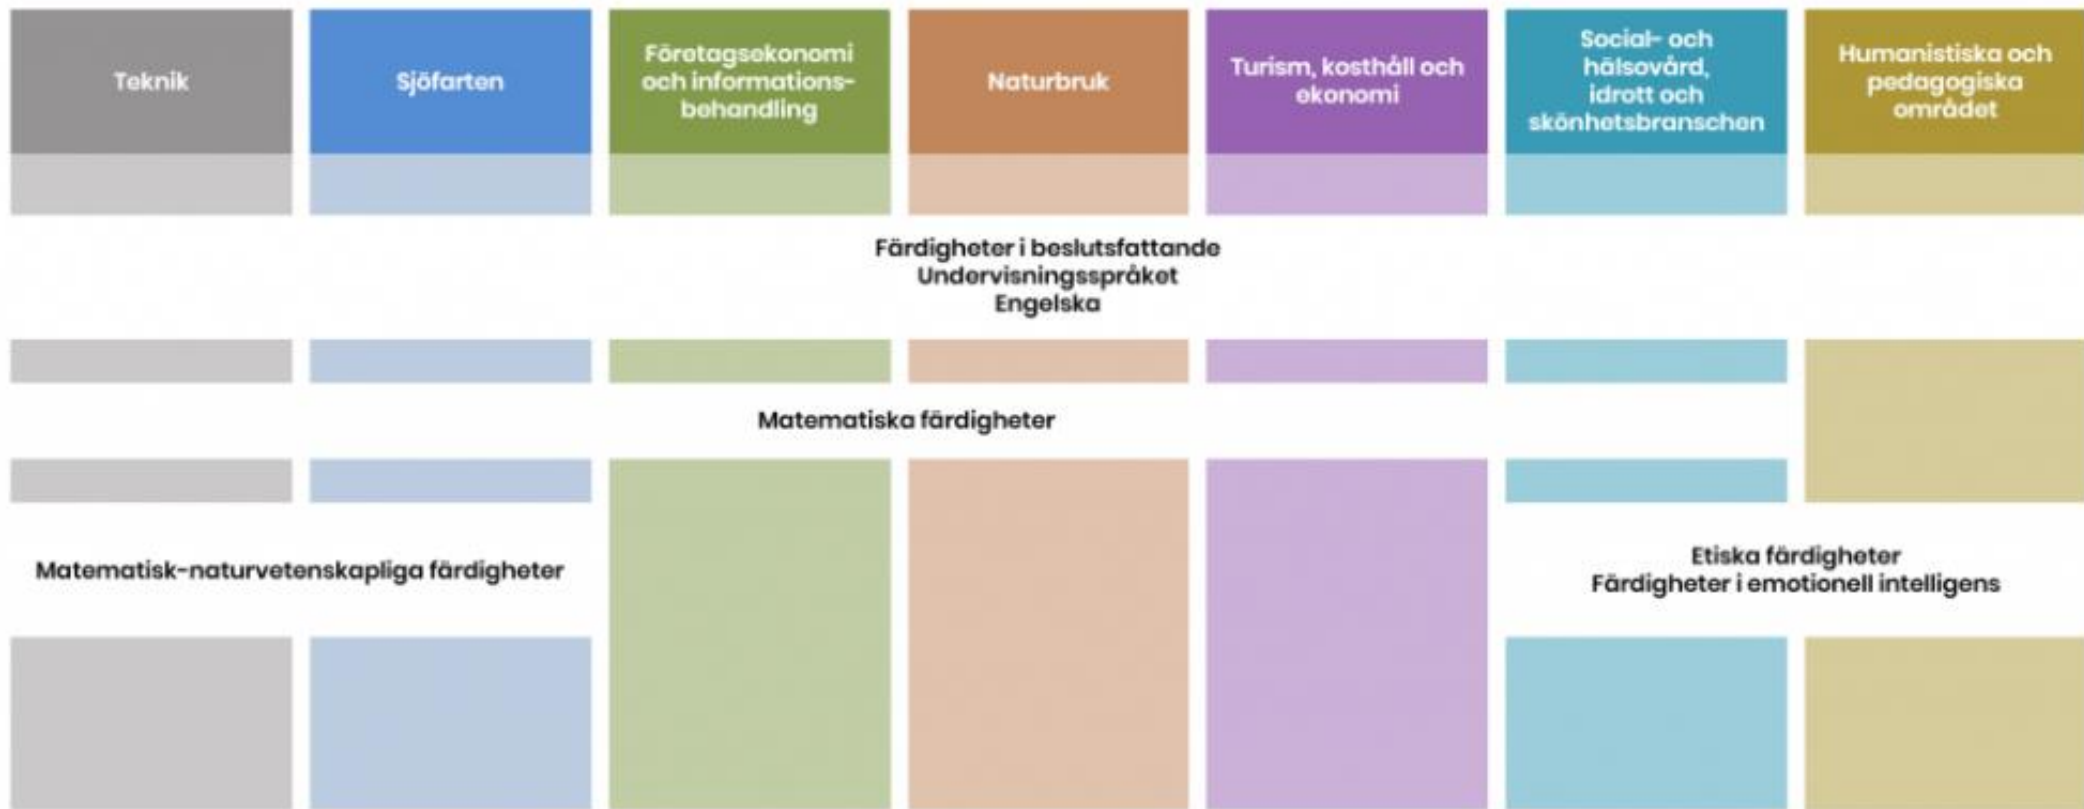 Teknik
Sjöfarten
Företagsekonomi
och informations-
behandling
Naturbruk
Turism, kosthåll och
ekonomi
Social- och
hälsovård,
idrott och
skönhetsbranschen
Humanistiska och
pedagogiska
området
Färdigheter i beslutsfattande
Undervisningsspråket
Engelska
Matematiska färdigheter
Matematisk-naturvetenskapliga färdigheter
Etiska färdigheter
Färdigheter i emotionell intelligens